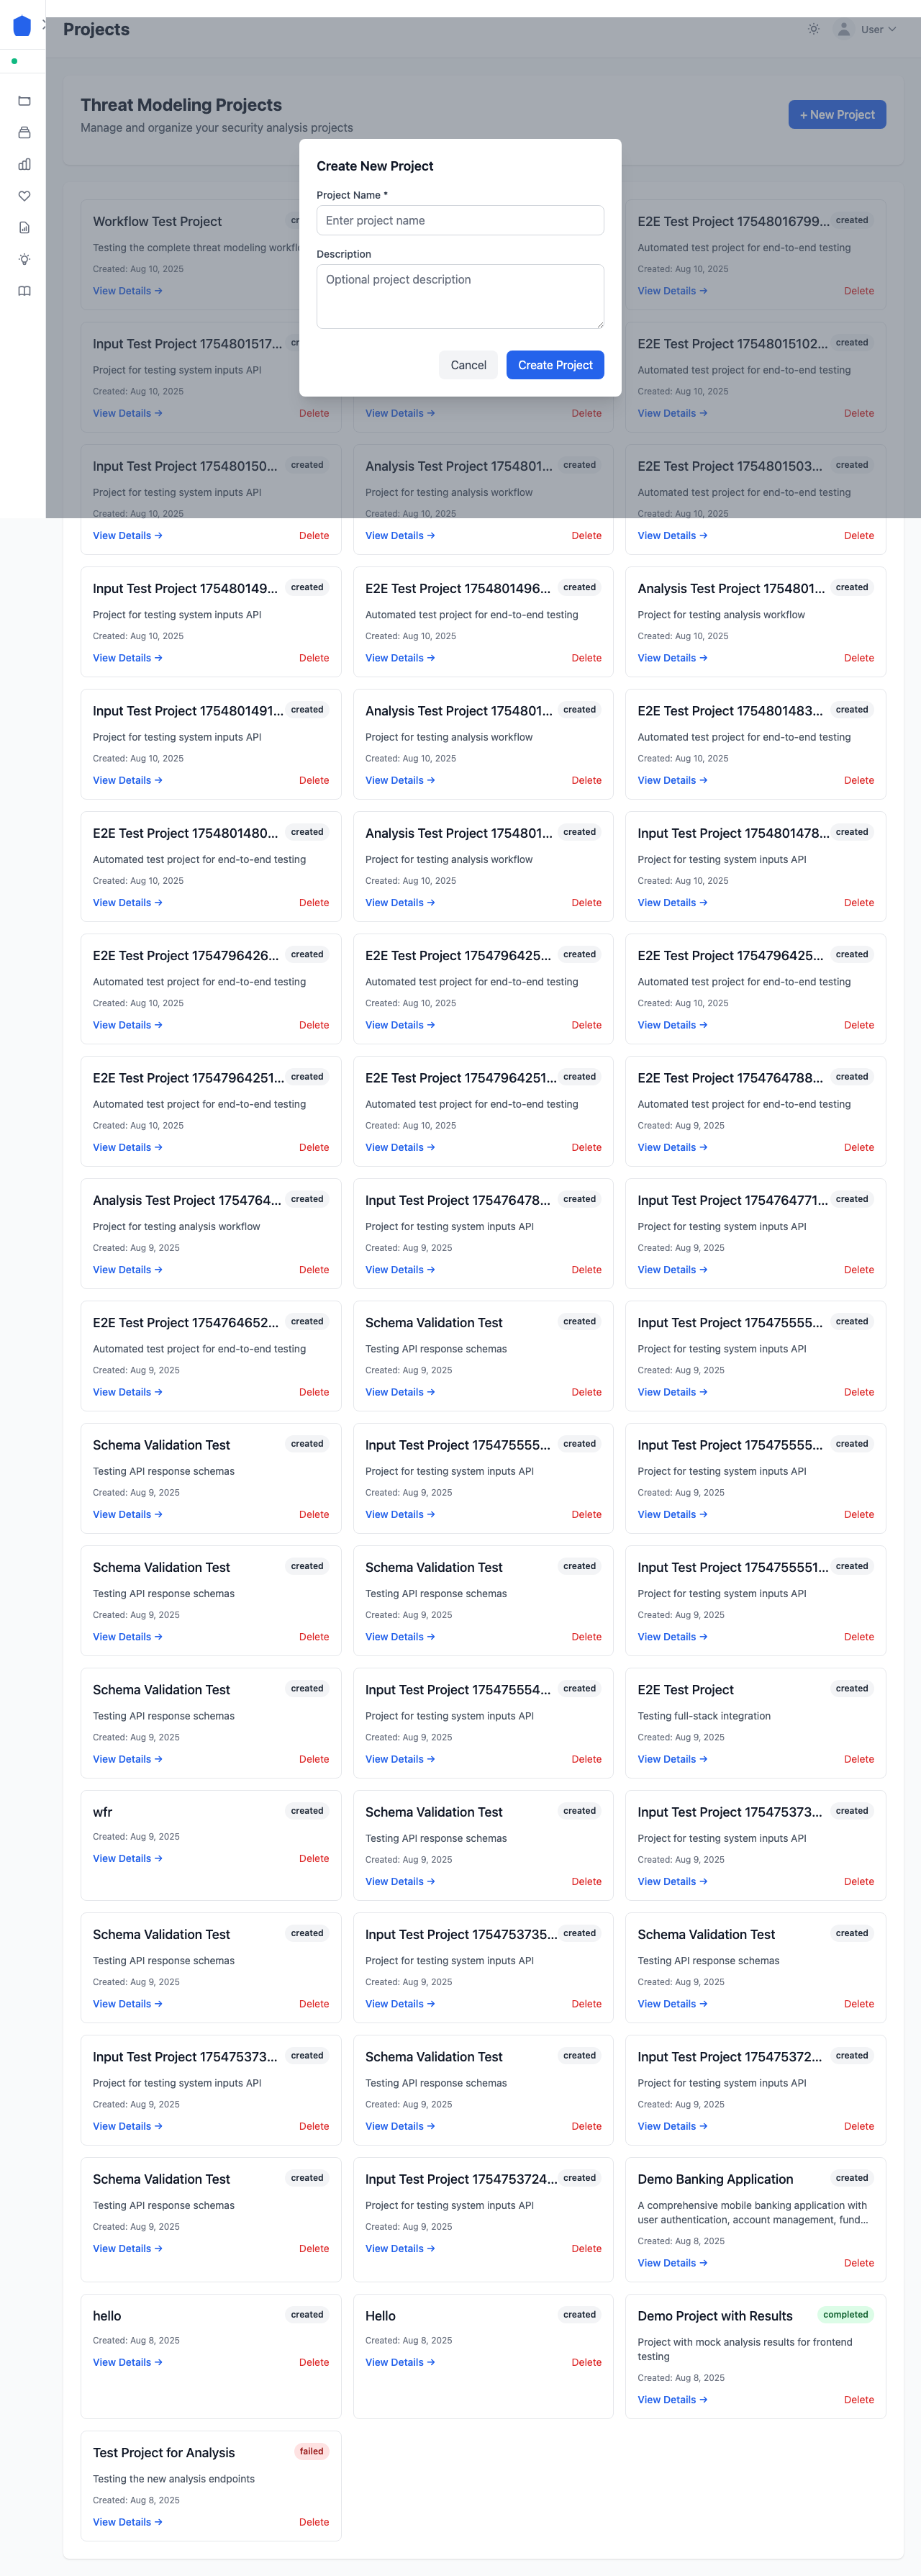 Projects
User
Threat Modeling Projects
Manage and organize your security analysis projects
+ New Project
Create New Project
Project Name *
Enter project name
Description
Optional project description
Cancel
Create Project
Workflow Test Project
Testing the complete threat modeling workfl
Created: Aug 10, 2025
View Details →
E2E Test Project 17548016799... created
Automated test project for end-to-end testing
Created: Aug 10, 2025
View Details → Delete
Input Test Project 1754801517...
Project for testing system inputs API
Created: Aug 10, 2025
View Details → Delete
View Details → Delete
E2E Test Project 17548015102... created
Automated test project for end-to-end testing
Created: Aug 10, 2025
View Details → Delete
Input Test Project 175480150... created
Project for testing system inputs API
Created: Aug 10, 2025
View Details → Delete
Analysis Test Project 1754801... created
Project for testing analysis workflow
Created: Aug 10, 2025
View Details → Delete
E2E Test Project 1754801503... created
Automated test project for end-to-end testing
Created: Aug 10, 2025
View Details → Delete
Input Test Project 175480149... created
Project for testing system inputs API
Created: Aug 10, 2025
View Details → Delete
E2E Test Project 1754801496... created
Automated test project for end-to-end testing
Created: Aug 10, 2025
View Details → Delete
Analysis Test Project 1754801... created
Project for testing analysis workflow
Created: Aug 10, 2025
View Details → Delete
Input Test Project 1754801491... created
Project for testing system inputs API
Created: Aug 10, 2025
View Details → Delete
Analysis Test Project 1754801... created
Project for testing analysis workflow
Created: Aug 10, 2025
View Details → Delete
E2E Test Project 1754801483... created
Automated test project for end-to-end testing
Created: Aug 10, 2025
View Details → Delete
E2E Test Project 1754801480... created
Automated test project for end-to-end testing
Created: Aug 10, 2025
View Details → Delete
Analysis Test Project 1754801... created
Project for testing analysis workflow
Created: Aug 10, 2025
View Details → Delete
Input Test Project 1754801478... created
Project for testing system inputs API
Created: Aug 10, 2025
View Details → Delete
E2E Test Project 1754796426... created
Automated test project for end-to-end testing
Created: Aug 10, 2025
View Details → Delete
E2E Test Project 1754796425... created
Automated test project for end-to-end testing
Created: Aug 10, 2025
View Details → Delete
E2E Test Project 1754796425... created
Automated test project for end-to-end testing
Created: Aug 10, 2025
View Details → Delete
E2E Test Project 17547964251... created
Automated test project for end-to-end testing
Created: Aug 10, 2025
View Details → Delete
E2E Test Project 17547964251... created
Automated test project for end-to-end testing
Created: Aug 10, 2025
View Details → Delete
E2E Test Project 1754764788... created
Automated test project for end-to-end testing
Created: Aug 9, 2025
View Details → Delete
Analysis Test Project 1754764... created
Project for testing analysis workflow
Created: Aug 9, 2025
View Details → Delete
Input Test Project 175476478... created
Project for testing system inputs API
Created: Aug 9, 2025
View Details → Delete
Input Test Project 1754764771... created
Project for testing system inputs API
Created: Aug 9, 2025
View Details → Delete
E2E Test Project 1754764652... created
Automated test project for end-to-end testing
Created: Aug 9, 2025
View Details → Delete
Schema Validation Test created
Testing API response schemas
Created: Aug 9, 2025
View Details → Delete
Input Test Project 175475555... created
Project for testing system inputs API
Created: Aug 9, 2025
View Details → Delete
Schema Validation Test created
Testing API response schemas
Created: Aug 9, 2025
View Details → Delete
Input Test Project 175475555... created
Project for testing system inputs API
Created: Aug 9, 2025
View Details → Delete
Input Test Project 175475555... created
Project for testing system inputs API
Created: Aug 9, 2025
View Details → Delete
Schema Validation Test created
Testing API response schemas
Created: Aug 9, 2025
View Details → Delete
Schema Validation Test created
Testing API response schemas
Created: Aug 9, 2025
View Details → Delete
Input Test Project 1754755551... created
Project for testing system inputs API
Created: Aug 9, 2025
View Details → Delete
Schema Validation Test created
Testing API response schemas
Created: Aug 9, 2025
View Details → Delete
Input Test Project 175475554... created
Project for testing system inputs API
Created: Aug 9, 2025
View Details → Delete
E2E Test Project created
Testing full-stack integration
Created: Aug 9, 2025
View Details → Delete
wfr created
Created: Aug 9, 2025
View Details → Delete
Schema Validation Test created
Testing API response schemas
Created: Aug 9, 2025
View Details → Delete
Input Test Project 175475373... created
Project for testing system inputs API
Created: Aug 9, 2025
View Details → Delete
Schema Validation Test created
Testing API response schemas
Created: Aug 9, 2025
View Details → Delete
Input Test Project 1754753735... created
Project for testing system inputs API
Created: Aug 9, 2025
View Details → Delete
Schema Validation Test created
Testing API response schemas
Created: Aug 9, 2025
View Details → Delete
Input Test Project 175475373... created
Project for testing system inputs API
Created: Aug 9, 2025
View Details → Delete
Schema Validation Test created
Testing API response schemas
Created: Aug 9, 2025
View Details → Delete
Input Test Project 175475372... created
Project for testing system inputs API
Created: Aug 9, 2025
View Details → Delete
Schema Validation Test created
Testing API response schemas
Created: Aug 9, 2025
View Details → Delete
Input Test Project 1754753724... created
Project for testing system inputs API
Created: Aug 9, 2025
View Details → Delete
Demo Banking Application created
A comprehensive mobile banking application with
user authentication, account management, fund...
Created: Aug 8, 2025
View Details → Delete
hello created
Created: Aug 8, 2025
View Details → Delete
Hello created
Created: Aug 8, 2025
View Details → Delete
Demo Project with Results completed
Project with mock analysis results for frontend
testing
Created: Aug 8, 2025
View Details → Delete
Test Project for Analysis failed
Testing the new analysis endpoints
Created: Aug 8, 2025
View Details → Delete